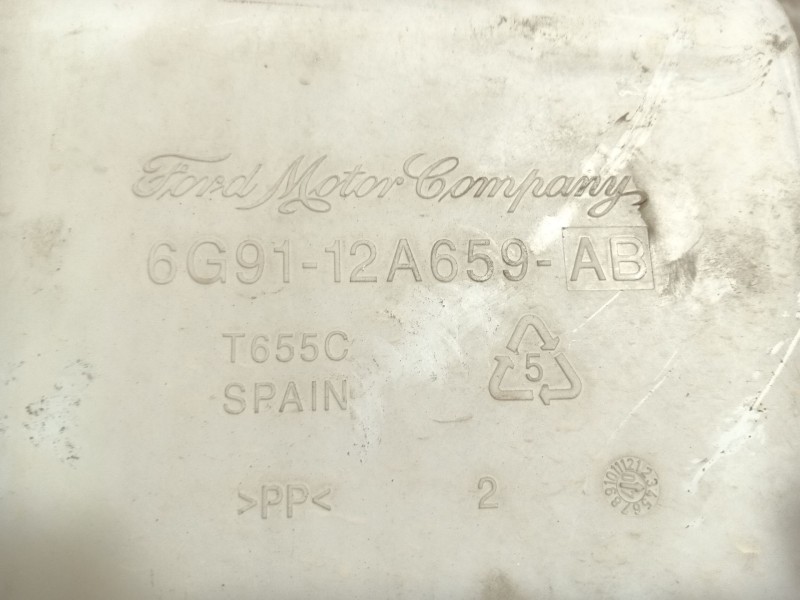 Ford Motor Company
6G91-12A659-AB
T655C
SPAIN
5
>PP<
2